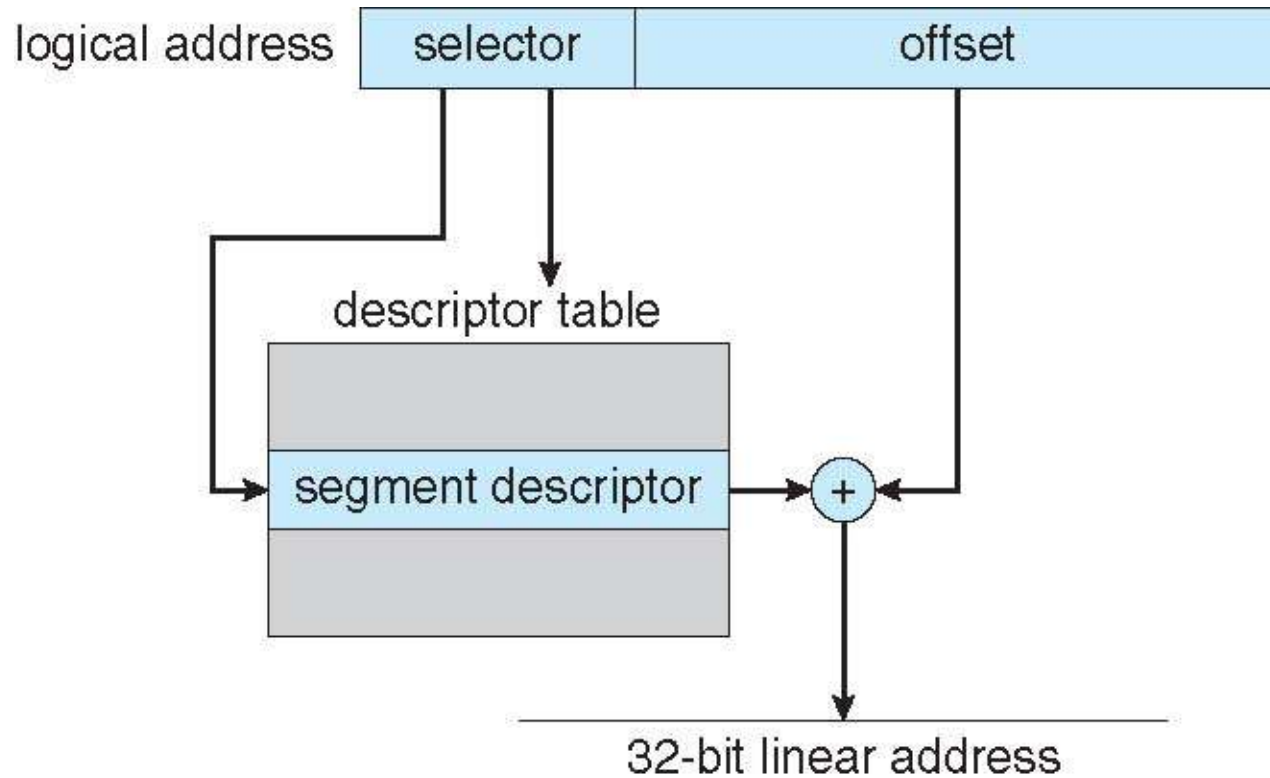 logical address selector offset
descriptor table
segment descriptor +
32-bit linear address